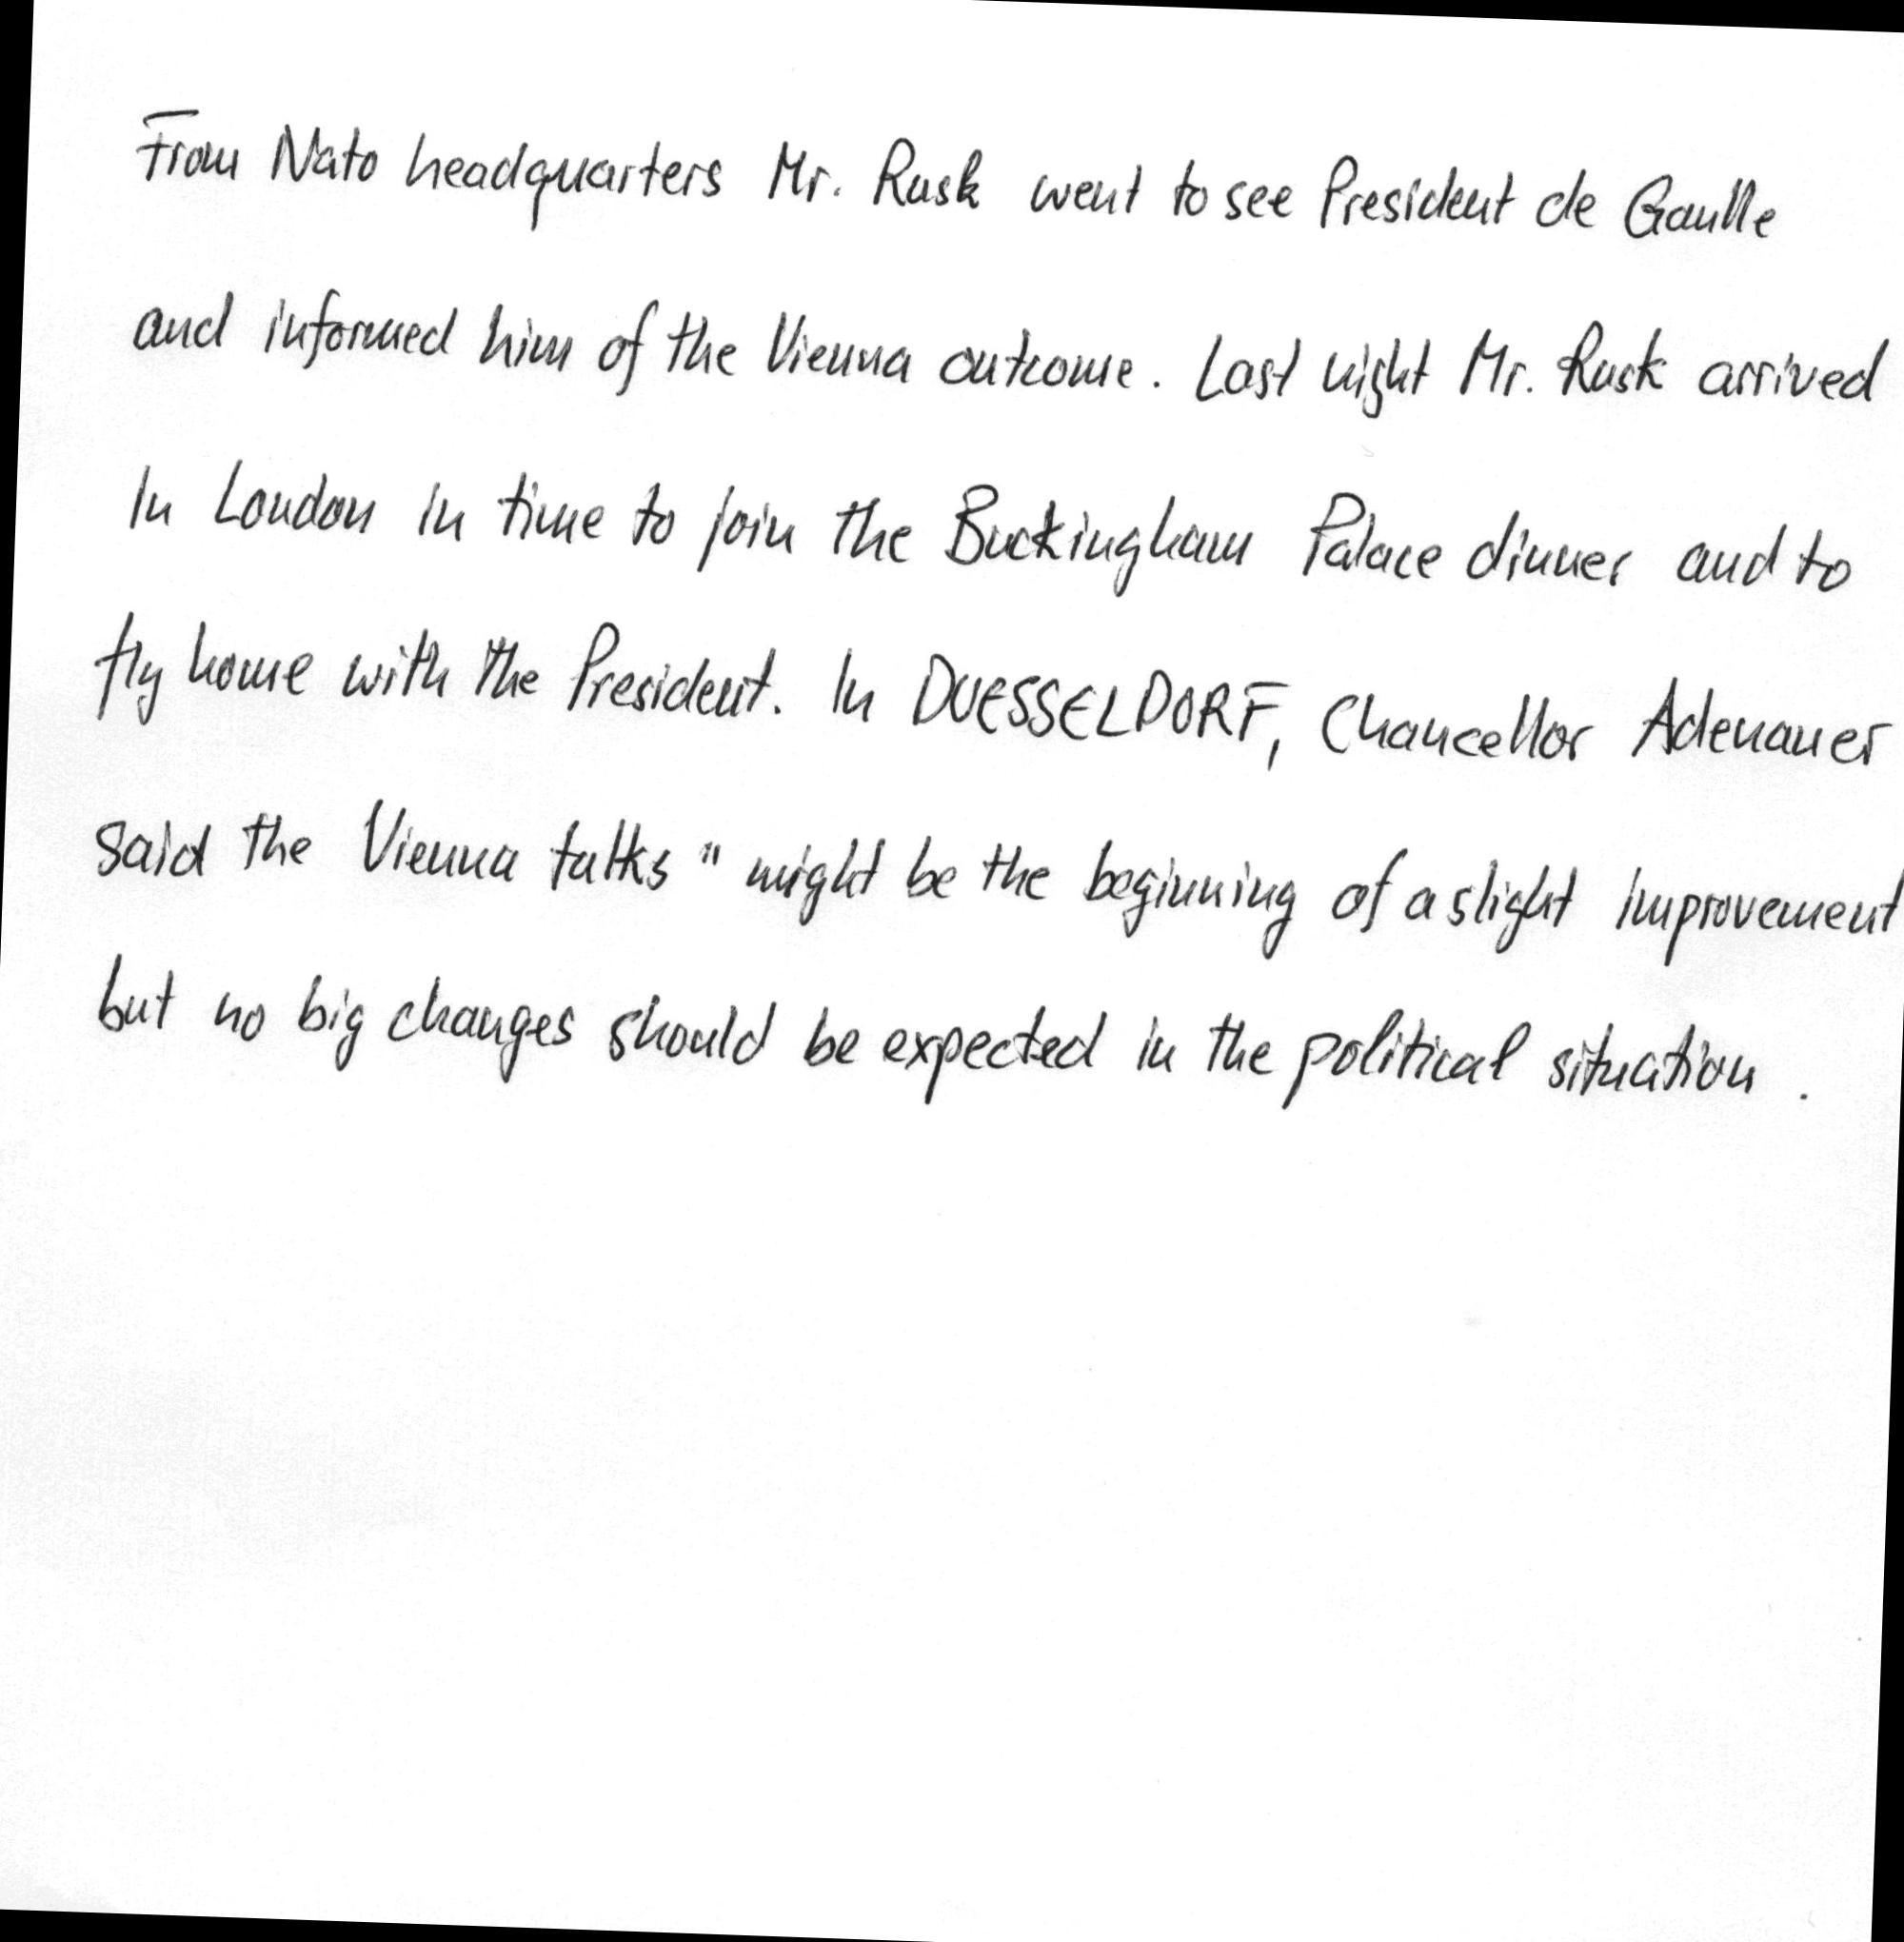 From Nato headquarters Mr. Rusk went to see President de Gaulle
and informed him of the Vienna outcome. Last night Mr. Rusk arrived
in London in time to join the Buckingham Palace dinner and to
fly home with the President. In DUESSELDORF, Chancellor Adenauer
said the Vienna talks "might be the beginning of a slight improvement
but no big changes should be expected in the political situation.